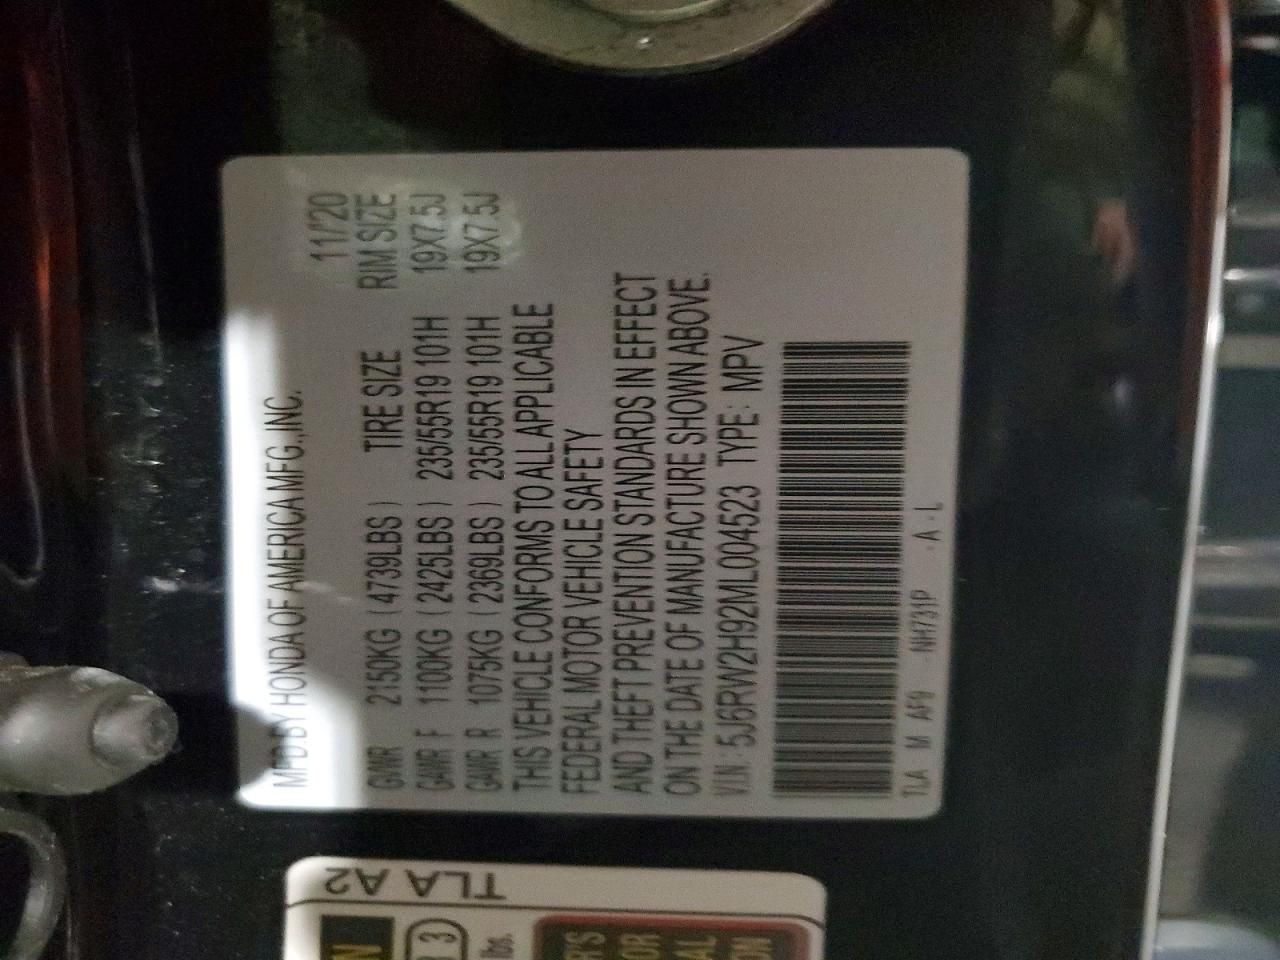 MFD BY HONDA OF AMERICA MFG.,INC.
11/'20
TIRE SIZE RIM SIZE
GVWR 2150KG (4739LBS)
GAWR F 1100KG (2425LBS) 235/55R19 101H 19X7.5J
GAWR R 1075KG (2369LBS) 235/55R19 101H 19X7.5J
THIS VEHICLE CONFORMS TO ALL APPLICABLE
FEDERAL MOTOR VEHICLE SAFETY
AND THEFT PREVENTION STANDARDS IN EFFECT
ON THE DATE OF MANUFACTURE SHOWN ABOVE.
VIN: 5J6RW2H92ML004523 TYPE: MPV
TLA M AF9 -NH731P -A-L
TLA A2
3
lbs.